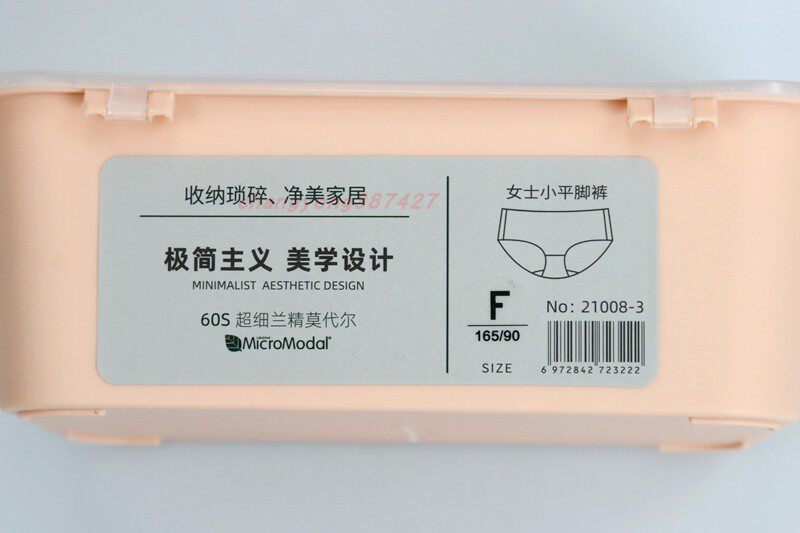 收纳琐碎、净美家居
极简主义 美学设计
MINIMALIST AESTHETIC DESIGN
60S 超细兰精莫代尔
MicroModal®
女士小平脚裤
F
165/90
SIZE
No: 21008-3
6 972842 723222